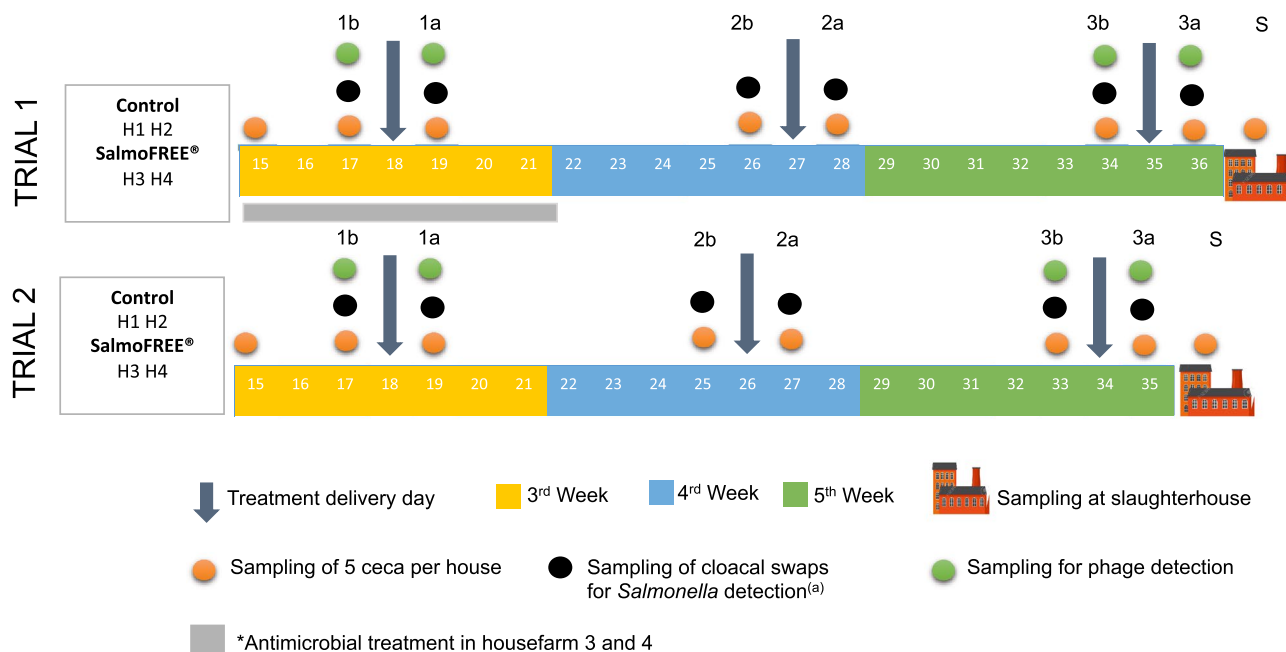 1b 1a 2b 2a 3b 3a S
TRIAL 1
Control
H1 H2
SalmoFREE®
H3 H4
15 16 17 18 19 20 21 22 23 24 25 26 27 28 29 30 31 32 33 34 35 36
1b 1a 2b 2a 3b 3a S
TRIAL 2
Control
H1 H2
SalmoFREE®
H3 H4
15 16 17 18 19 20 21 22 23 24 25 26 27 28 29 30 31 32 33 34 35
Treatment delivery day
3rd Week
4rd Week
5th Week
Sampling at slaughterhouse
Sampling of 5 ceca per house
Sampling of cloacal swaps
for Salmonella detection(a)
Sampling for phage detection
*Antimicrobial treatment in housefarm 3 and 4